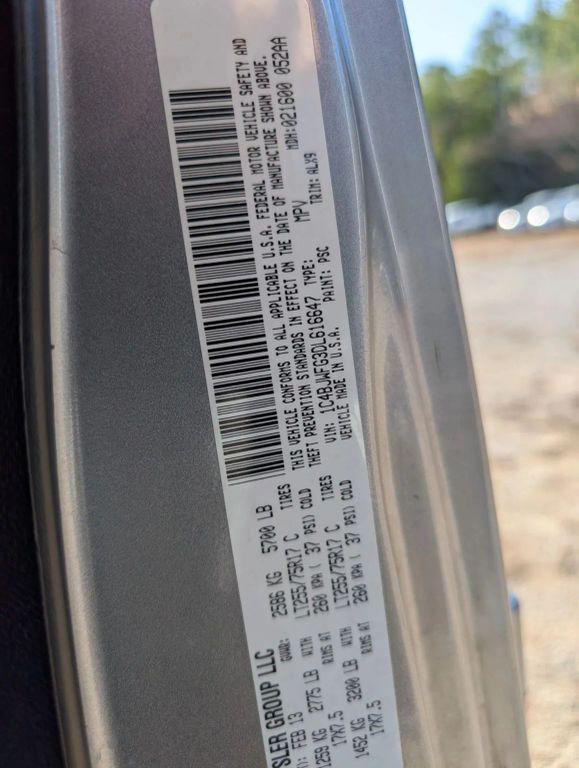 SLER GROUP LLC
): FEB 13 GVWR: 2586 KG 5700 LB
1259 KG 2775 LB WITH LT255/75R17 C TIRES
17X7.5 RIMS AT 260 KPA ( 37 PSI) COLD
1452 KG 3200 LB WITH LT255/75R17 C TIRES
17X7.5 RIMS AT 260 KPA ( 37 PSI) COLD
THIS VEHICLE CONFORMS TO ALL APPLICABLE U.S.A. FEDERAL MOTOR VEHICLE SAFETY AND
THEFT PREVENTION STANDARDS IN EFFECT ON THE DATE OF MANUFACTURE SHOWN ABOVE.
VIN: 1C4BJWFG3DL616647 TYPE: MPV MDH:021600 052AA
VEHICLE MADE IN U.S.A. PAINT: PSC TRIM: ALX9